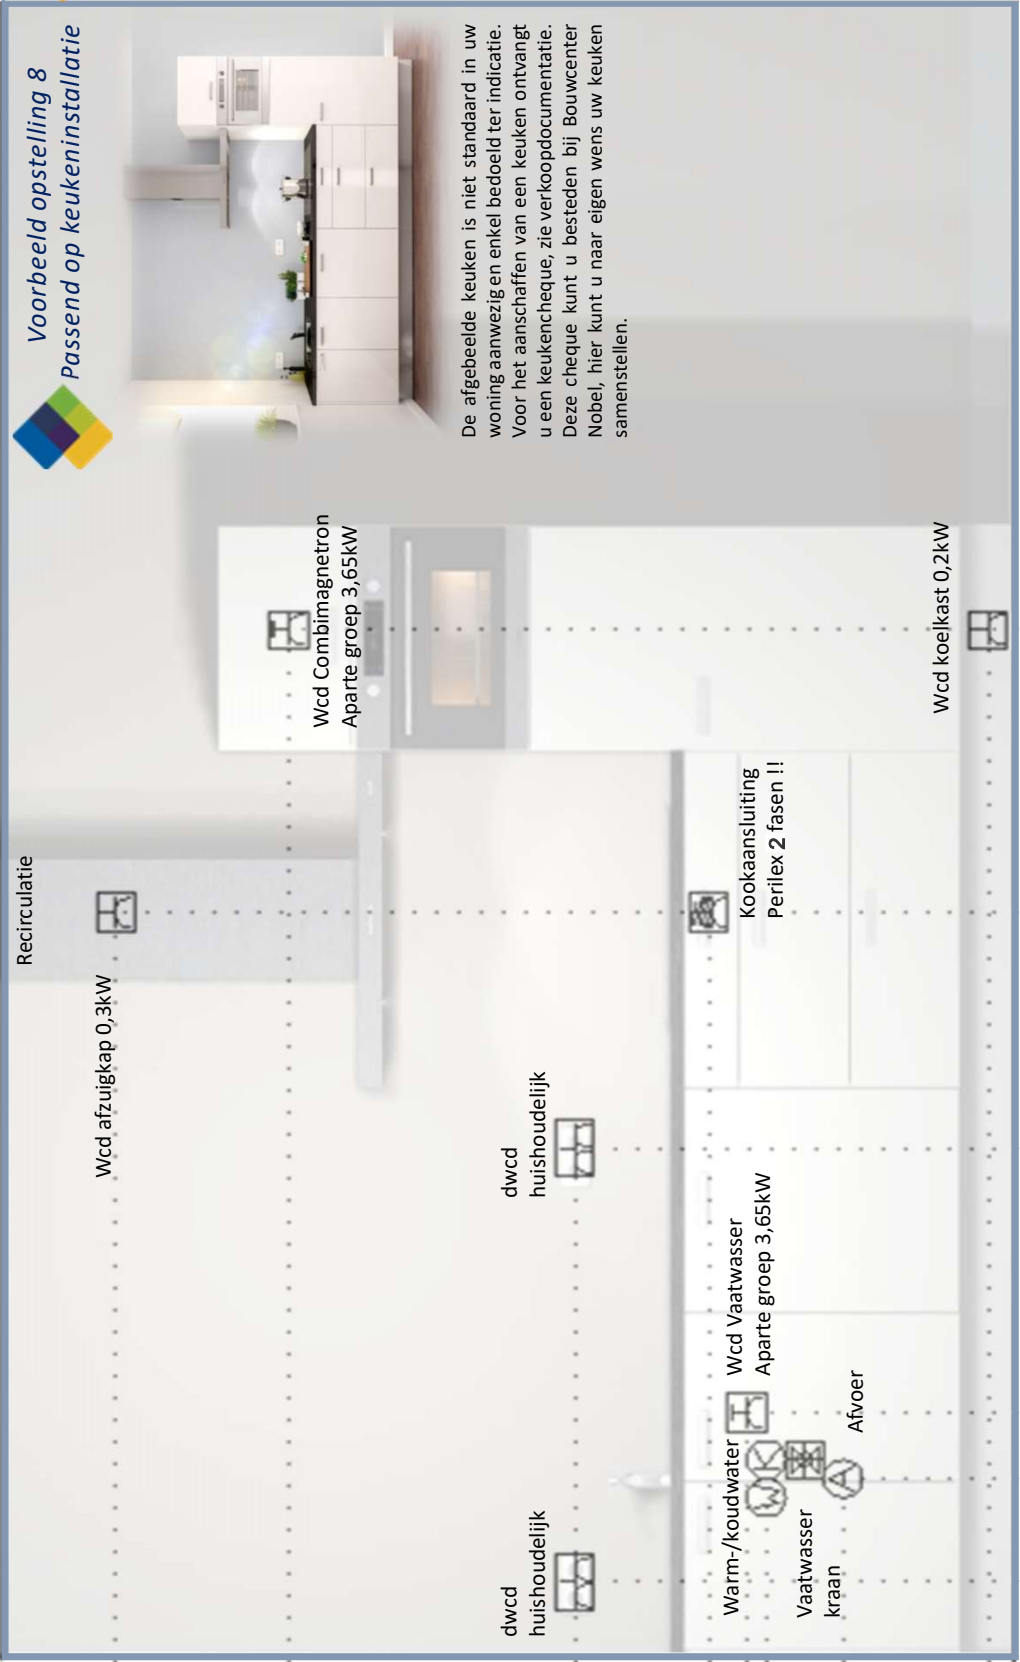 Voorbeeld opstelling 8
Passend op keukeninstallatie
De afgebeelde keuken is niet standaard in uw
woning aanwezig en enkel bedoeld ter indicatie.
Voor het aanschaffen van een keuken ontvangt
u een keukencheque, zie verkoopdocumentatie.
Deze cheque kunt u besteden bij Bouwcenter
Nobel, hier kunt u naar eigen wens uw keuken
samenstellen.
Recirculatie
Wcd afzuigkap 0,3kW
Wcd Combimagnetron
Aparte groep 3,65kW
dwcd
huishoudelijk
dwcd
huishoudelijk
Kookaansluiting
Perilex 2 fasen !!
Wcd Vaatwasser
Aparte groep 3,65kW
Warm-/koudwater
W
K
Vaatwasser
kraan
A
Afvoer
Wcd koelkast 0,2kW